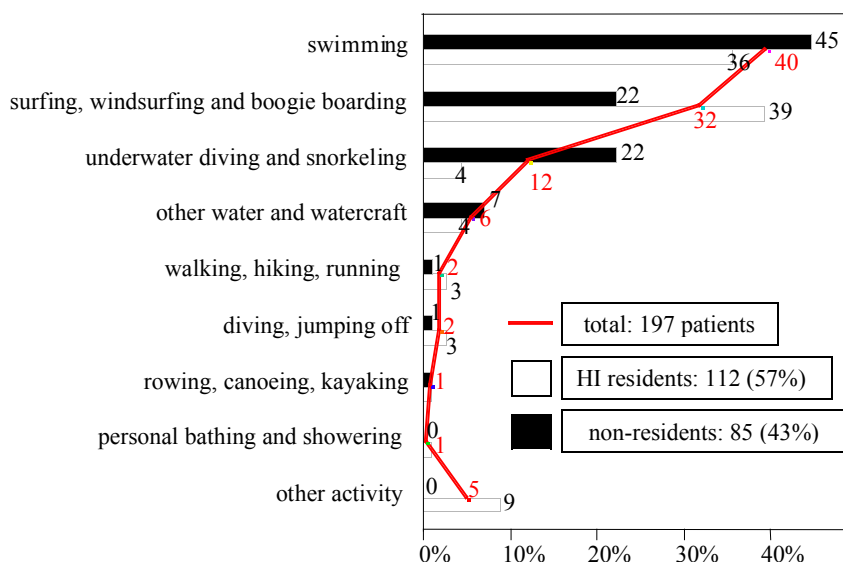 swimming 45
36 40
surfing, windsurfing and boogie boarding 22
32 39
underwater diving and snorkeling 22
4 12
other water and watercraft 7
4 6
walking, hiking, running 1 2
3
diving, jumping off 1 2
3
rowing, canoeing, kayaking 1
personal bathing and showering 0
1
other activity 0 5
9
total: 197 patients
HI residents: 112 (57%)
non-residents: 85 (43%)
0% 10% 20% 30% 40%